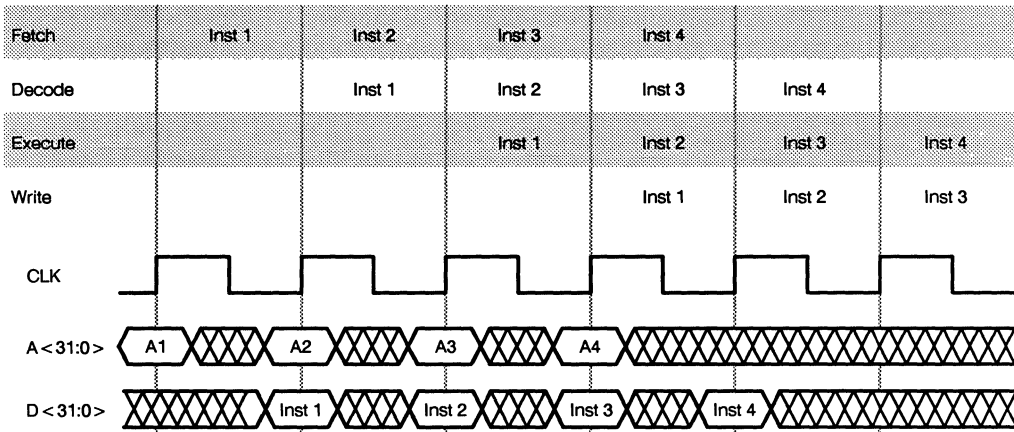 Fetch Inst 1 Inst 2 Inst 3 Inst 4
Decode Inst 1 Inst 2 Inst 3 Inst 4
Execute Inst 1 Inst 2 Inst 3 Inst 4
Write Inst 1 Inst 2 Inst 3
CLK
A<31:0> A1 A2 A3 A4
D<31:0> Inst 1 Inst 2 Inst 3 Inst 4